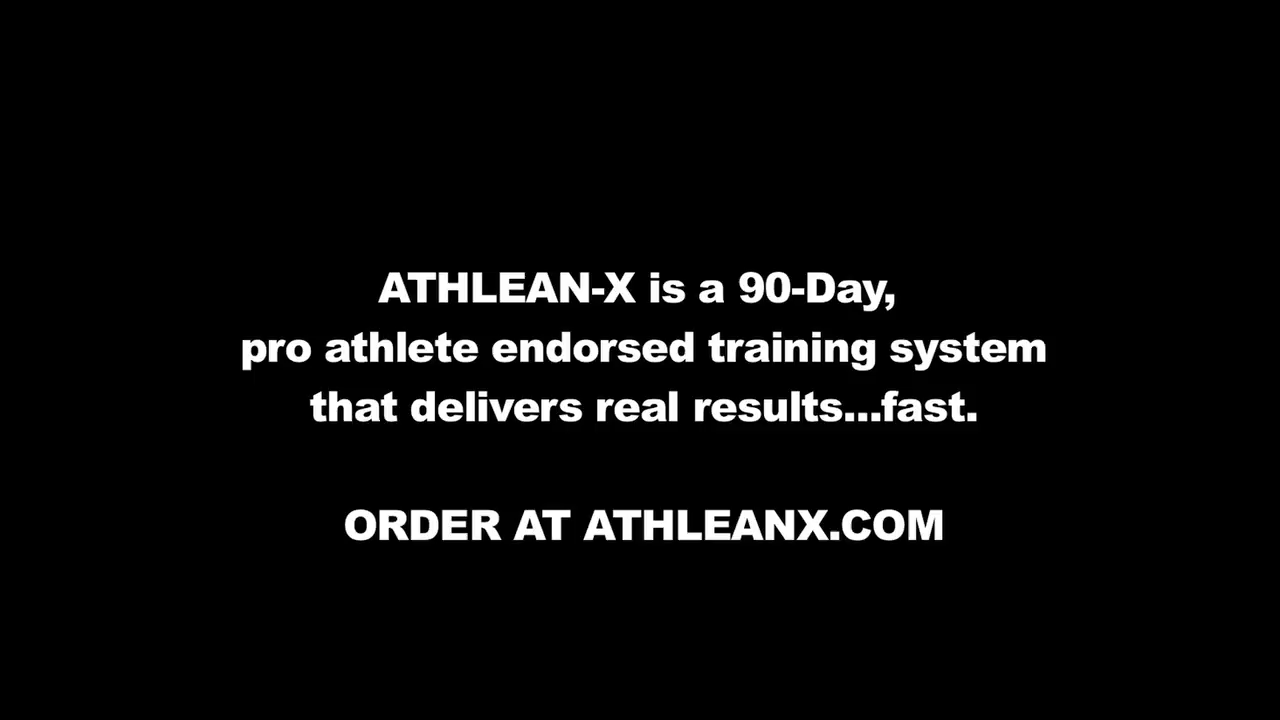 ATHLEAN-X is a 90-Day,
pro athlete endorsed training system
that delivers real results...fast.
ORDER AT ATHLEANX.COM